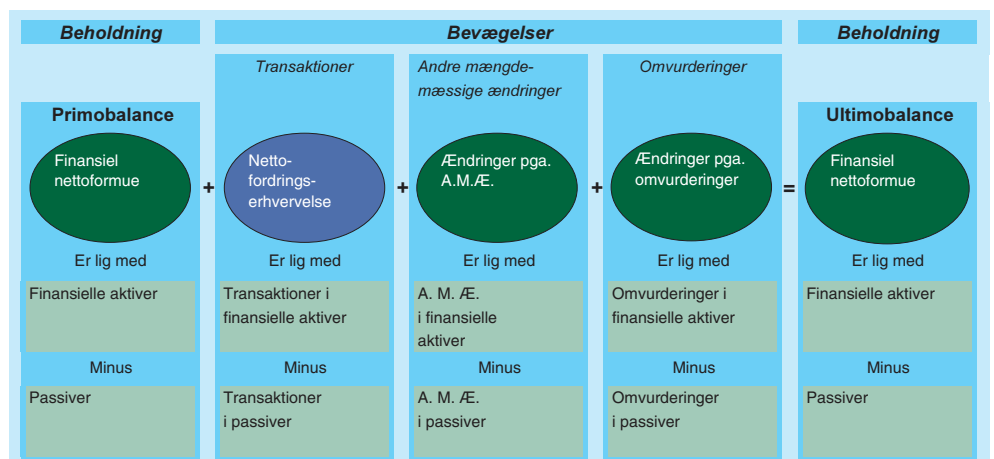 Beholdning
Bevægelser
Beholdning
Transaktioner
Andre mængde-
mæssige ændringer
Omvurderinger
Primobalance
Ultimobalance
Finansiel
nettoformue
+
Netto-
fordrings-
erhvervelse
+
Ændringer pga.
A.M.Æ.
+
Ændringer pga.
omvurderinger
=
Finansiel
nettoformue
Er lig med
Er lig med
Er lig med
Er lig med
Er lig med
Finansielle aktiver
Transaktioner i
finansielle aktiver
A. M. Æ.
i finansielle
aktiver
Omvurderinger i
finansielle aktiver
Finansielle aktiver
Minus
Minus
Minus
Minus
Minus
Passiver
Transaktioner
i passiver
A. M. Æ.
i passiver
Omvurderinger
i passiver
Passiver